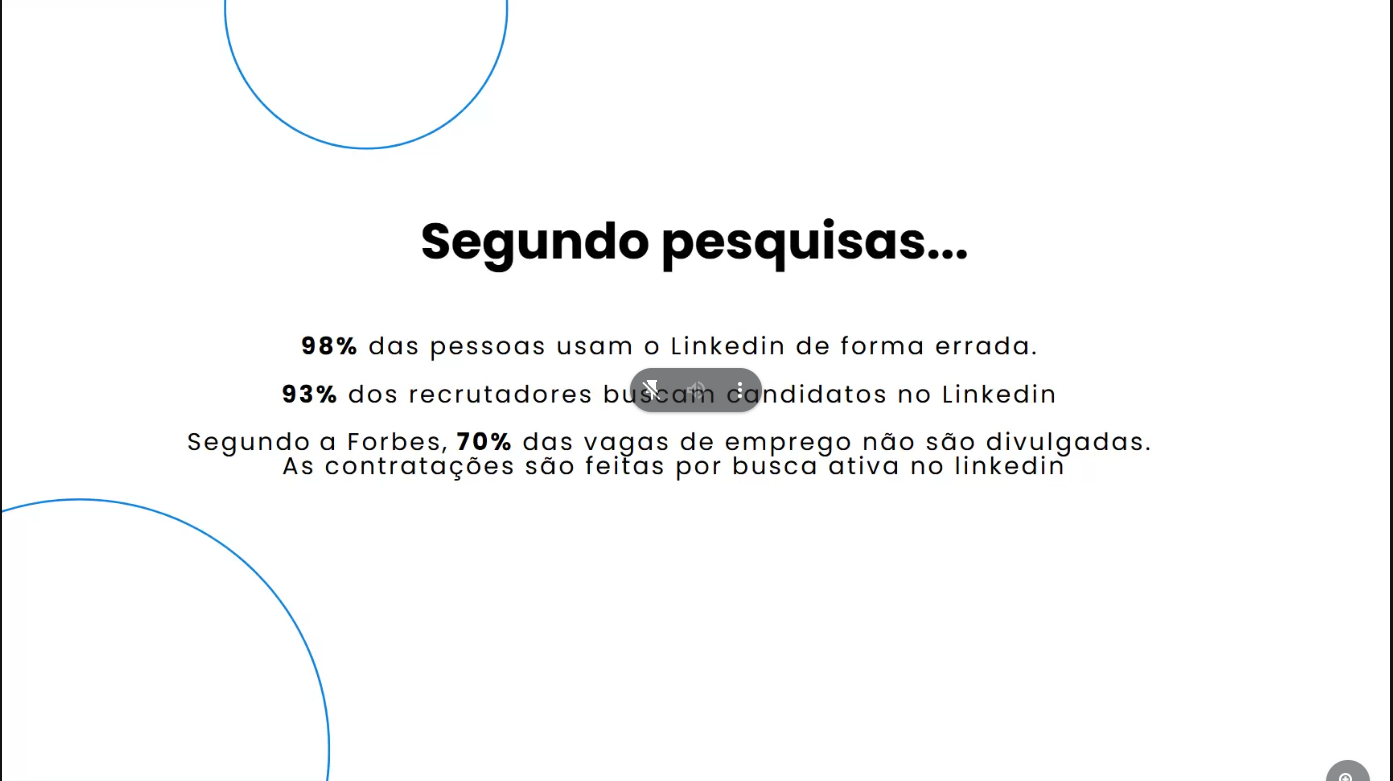 Segundo pesquisas...
98% das pessoas usam o Linkedin de forma errada.
93% dos recrutadores buscam candidatos no Linkedin
Segundo a Forbes, 70% das vagas de emprego não são divulgadas.
As contratações são feitas por busca ativa no linkedin